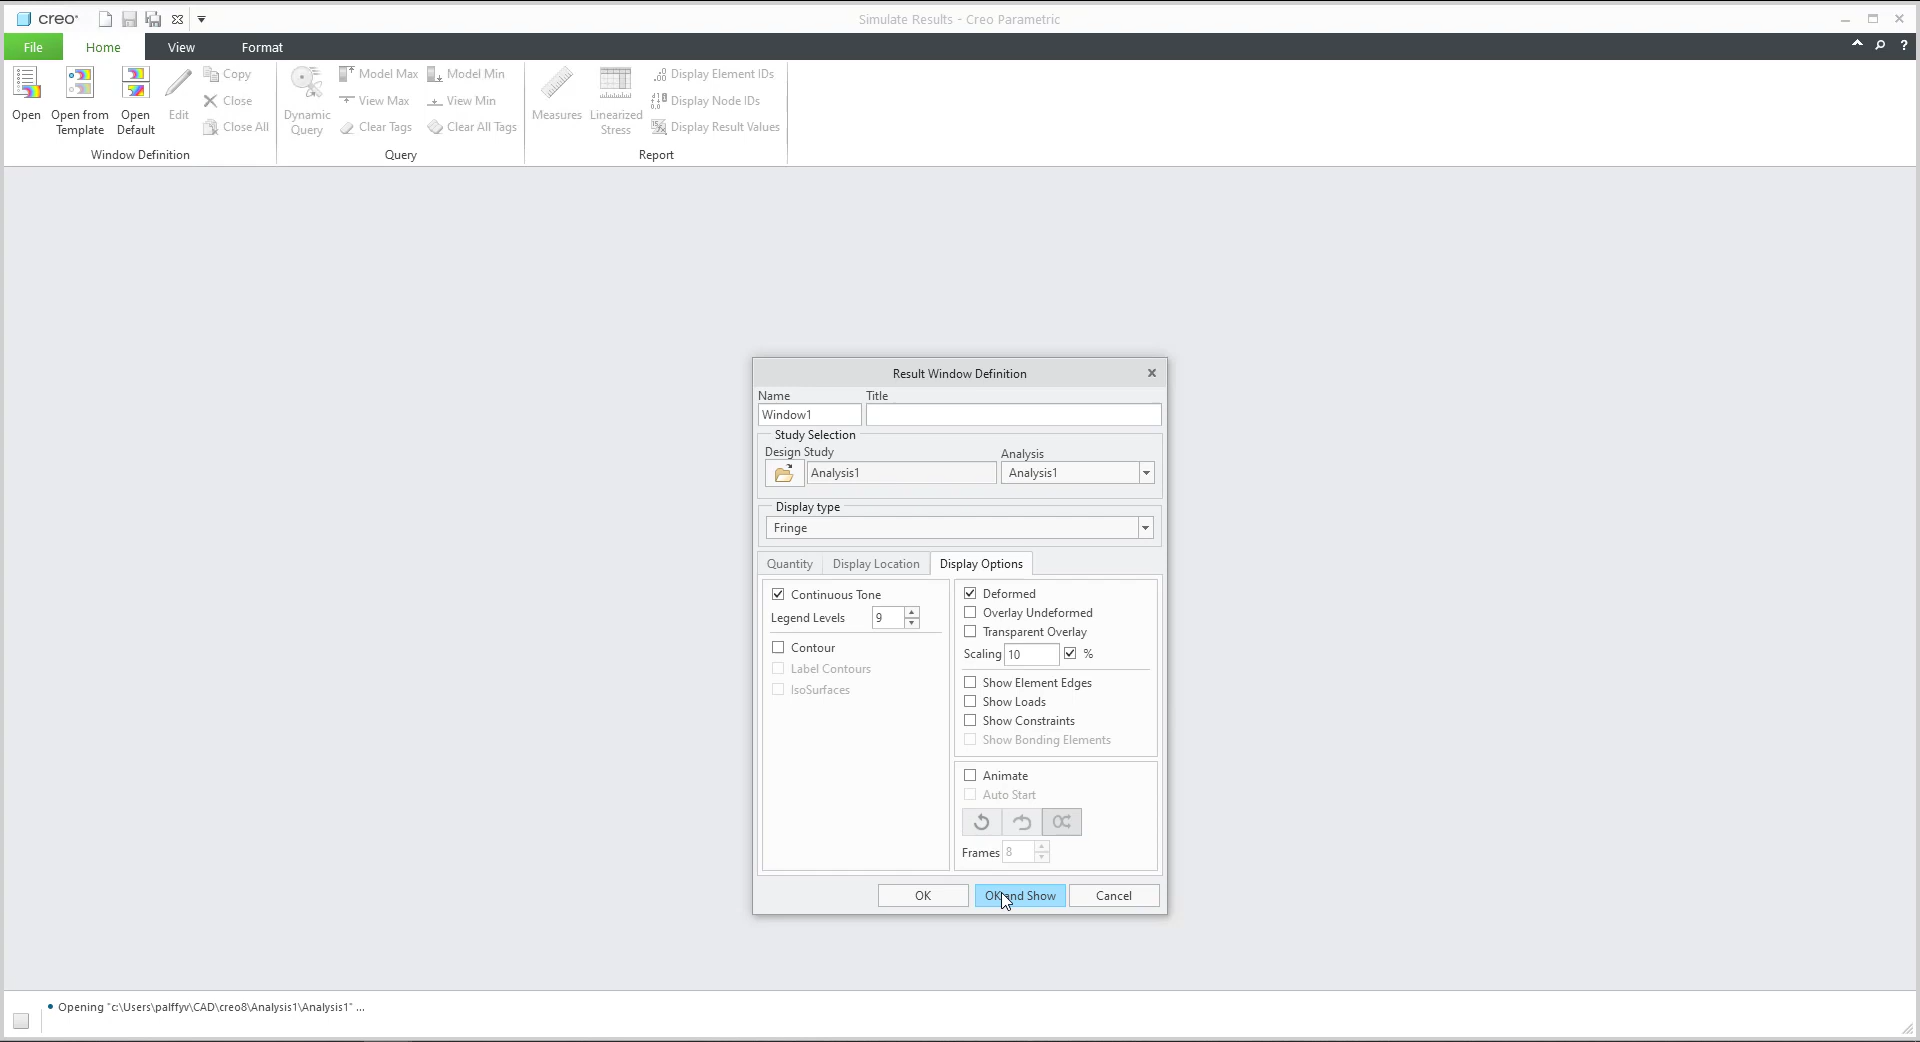 creo®
Simulate Results - Creo Parametric
File Home View Format
?
Open
Open from Template
Open Default
Edit
Copy
Close
Close All
Window Definition
Dynamic Query
Model Max
View Max
Clear Tags
Model Min
View Min
Clear All Tags
Query
Measures
Linearized Stress
Display Element IDs
Display Node IDs
Display Result Values
Report
Result Window Definition
Name Title
Window1
Study Selection
Design Study Analysis
Analysis1 Analysis1
Display type
Fringe
Quantity Display Location Display Options
Continuous Tone
Legend Levels 9
Contour
Label Contours
IsoSurfaces
Deformed
Overlay Undeformed
Transparent Overlay
Scaling 10 %
Show Element Edges
Show Loads
Show Constraints
Show Bonding Elements
Animate
Auto Start
Frames 8
OK OK and Show Cancel
• Opening "c:\Users\palffyv\CAD\creo8\Analysis1\Analysis1" ...